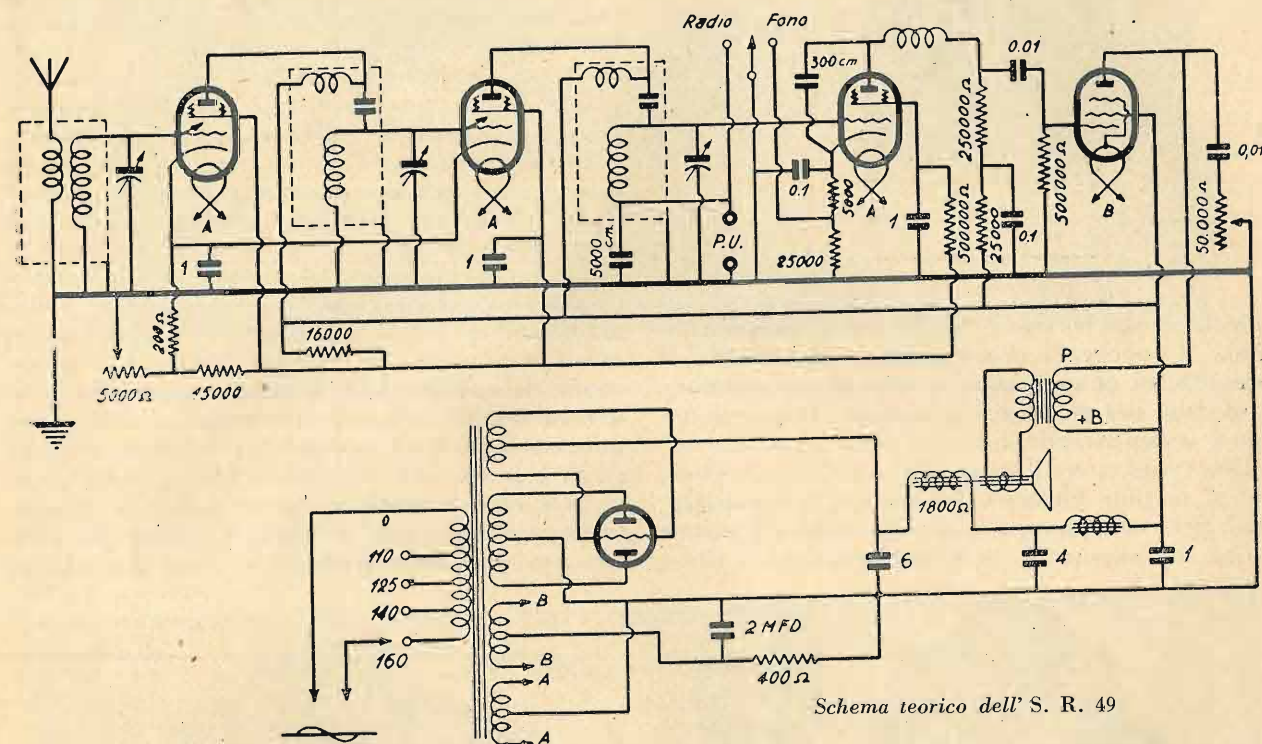 Radio
Fono
300 cm
0.01
250000 Ω
500000 Ω
0,01
50.000 Ω
A
A
0.1
5000
A
B
1
1
5000 cm
P.U.
25000
1
500000 Ω
25000
0.1
200 Ω
16000
5000 Ω
45000
P.
+B.
1800 Ω
0
110
125
140
160
6
4
1
B
2 MFD
B
400 Ω
A
A
Schema teorico dell' S. R. 49